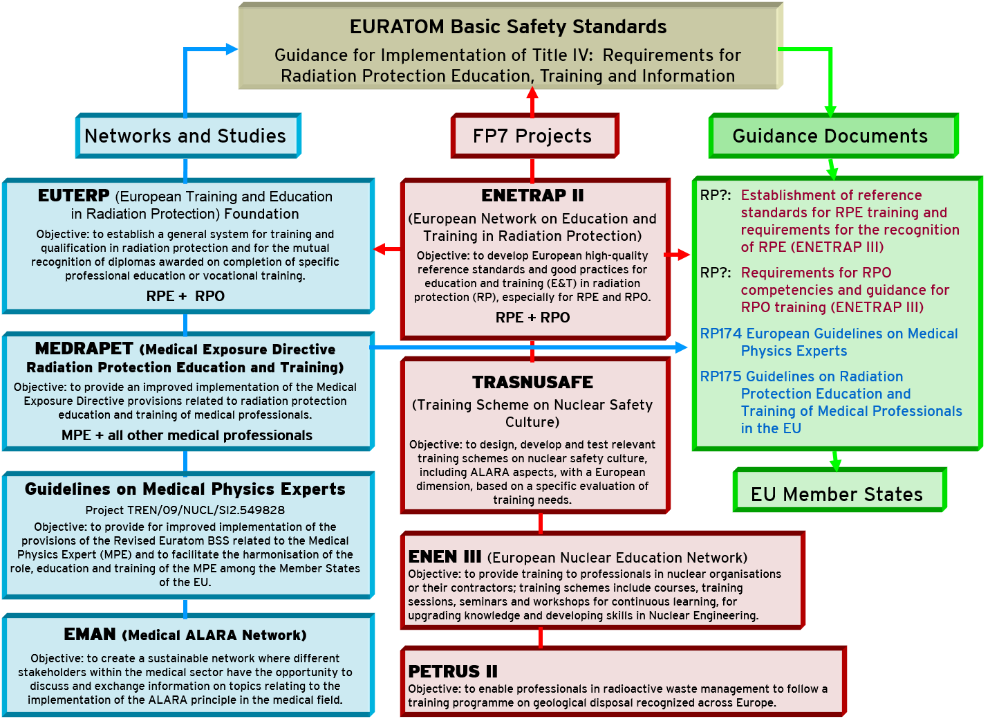 EURATOM Basic Safety Standards
Guidance for Implementation of Title IV: Requirements for
Radiation Protection Education, Training and Information
Networks and Studies
EUTERP (European Training and Education
in Radiation Protection) Foundation
Objective: to establish a general system for training and
qualification in radiation protection and for the mutual
recognition of diplomas awarded on completion of specific
professional education or vocational training.
RPE + RPO
MEDRAPET (Medical Exposure Directive
Radiation Protection Education and Training)
Objective: to provide an improved implementation of the Medical
Exposure Directive provisions related to radiation protection
education and training of medical professionals.
MPE + all other medical professionals
Guidelines on Medical Physics Experts
Project TREN/09/NUCL/SI2.549828
Objective: to provide for improved implementation of the
provisions of the Revised Euratom BSS related to the Medical
Physics Expert (MPE) and to facilitate the harmonisation of the
role, education and training of the MPE among the Member States
of the EU.
EMAN (Medical ALARA Network)
Objective: to create a sustainable network where different
stakeholders within the medical sector have the opportunity to
discuss and exchange information on topics relating to the
implementation of the ALARA principle in the medical field.
FP7 Projects
ENETRAP II
(European Network on Education and
Training in Radiation Protection)
Objective: to develop European high-quality
reference standards and good practices for
education and training (E&T) in radiation
protection (RP), especially for RPE and RPO.
RPE + RPO
TRASNUSAFE
(Training Scheme on Nuclear Safety
Culture)
Objective: to design, develop and test relevant
training schemes on nuclear safety culture,
including ALARA aspects, with a European
dimension, based on a specific evaluation of
training needs.
ENEN III (European Nuclear Education Network)
Objective: to provide training to professionals in nuclear organisations
or their contractors; training schemes include courses, training
sessions, seminars and workshops for continuous learning, for
upgrading knowledge and developing skills in Nuclear Engineering.
PETRUS II
Objective: to enable professionals in radioactive waste management to follow a
training programme on geological disposal recognized across Europe.
Guidance Documents
RP?: Establishment of reference
standards for RPE training and
requirements for the recognition
of RPE (ENETRAP III)
RP?: Requirements for RPO
competencies and guidance for
RPO training (ENETRAP III)
RP174 European Guidelines on Medical
Physics Experts
RP175 Guidelines on Radiation
Protection Education and
Training of Medical Professionals
in the EU
EU Member States